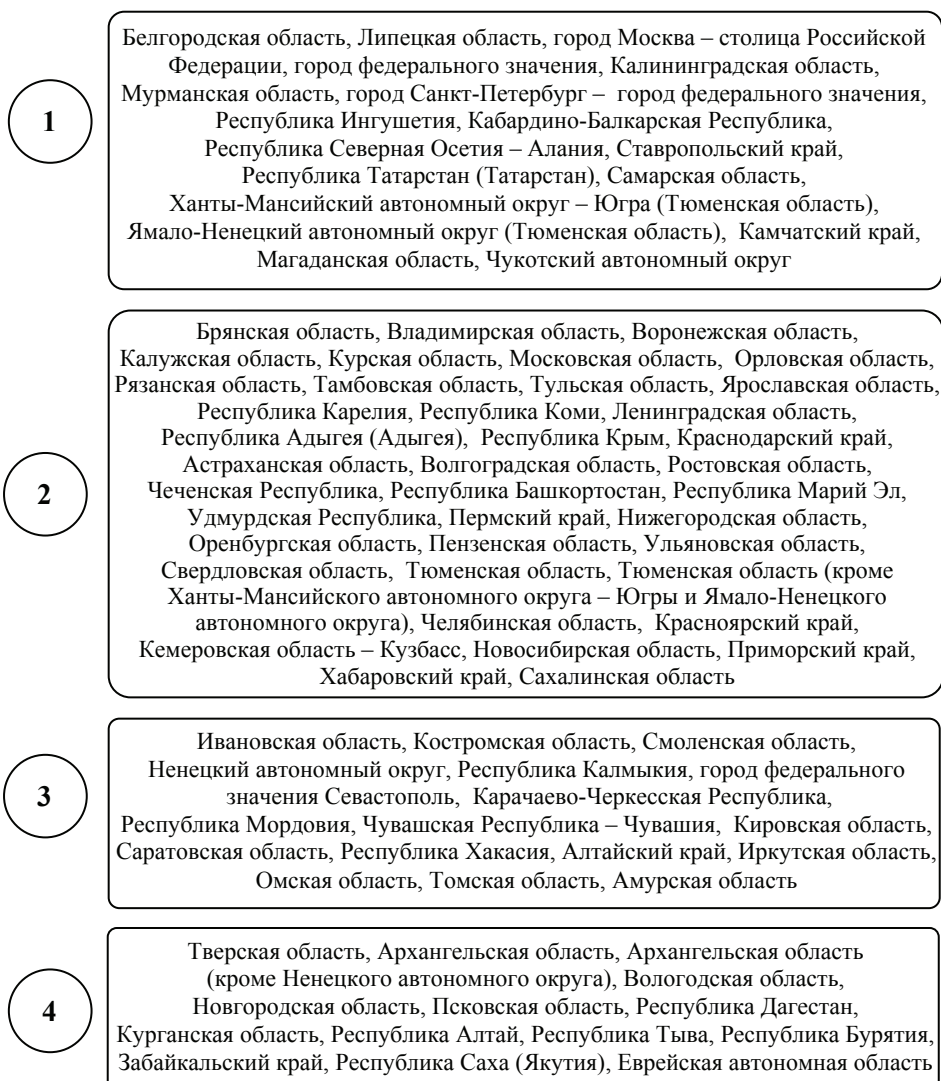 1
Белгородская область, Липецкая область, город Москва – столица Российской
Федерации, город федерального значения, Калининградская область,
Мурманская область, город Санкт-Петербург – город федерального значения,
Республика Ингушетия, Кабардино-Балкарская Республика,
Республика Северная Осетия – Алания, Ставропольский край,
Республика Татарстан (Татарстан), Самарская область,
Ханты-Мансийский автономный округ – Югра (Тюменская область),
Ямало-Ненецкий автономный округ (Тюменская область), Камчатский край,
Магаданская область, Чукотский автономный округ
2
Брянская область, Владимирская область, Воронежская область,
Калужская область, Курская область, Московская область, Орловская область,
Рязанская область, Тамбовская область, Тульская область, Ярославская область,
Республика Карелия, Республика Коми, Ленинградская область,
Республика Адыгея (Адыгея), Республика Крым, Краснодарский край,
Астраханская область, Волгоградская область, Ростовская область,
Чеченская Республика, Республика Башкортостан, Республика Марий Эл,
Удмурдская Республика, Пермский край, Нижегородская область,
Оренбургская область, Пензенская область, Ульяновская область,
Свердловская область, Тюменская область, Тюменская область (кроме
Ханты-Мансийского автономного округа – Югры и Ямало-Ненецкого
автономного округа), Челябинская область, Красноярский край,
Кемеровская область – Кузбасс, Новосибирская область, Приморский край,
Хабаровский край, Сахалинская область
3
Ивановская область, Костромская область, Смоленская область,
Ненецкий автономный округ, Республика Калмыкия, город федерального
значения Севастополь, Карачаево-Черкесская Республика,
Республика Мордовия, Чувашская Республика – Чувашия, Кировская область,
Саратовская область, Республика Хакасия, Алтайский край, Иркутская область,
Омская область, Томская область, Амурская область
4
Тверская область, Архангельская область, Архангельская область
(кроме Ненецкого автономного округа), Вологодская область,
Новгородская область, Псковская область, Республика Дагестан,
Курганская область, Республика Алтай, Республика Тыва, Республика Бурятия,
Забайкальский край, Республика Саха (Якутия), Еврейская автономная область